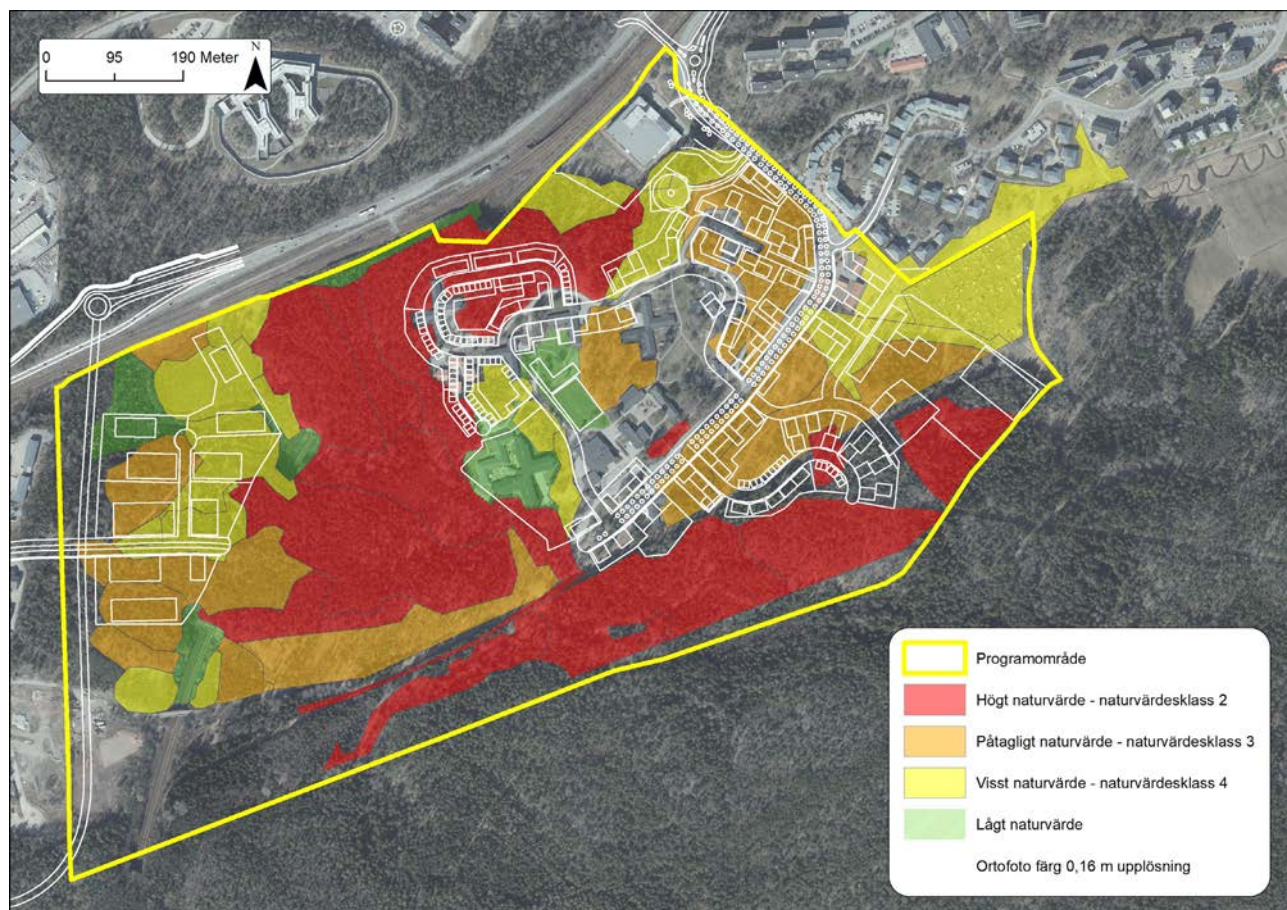 0 95 190 Meter
N
Programområde
Högt naturvärde - naturvärdesklass 2
Påtagligt naturvärde - naturvärdesklass 3
Visst naturvärde - naturvärdesklass 4
Lågt naturvärde
Ortofoto färg 0,16 m upplösning